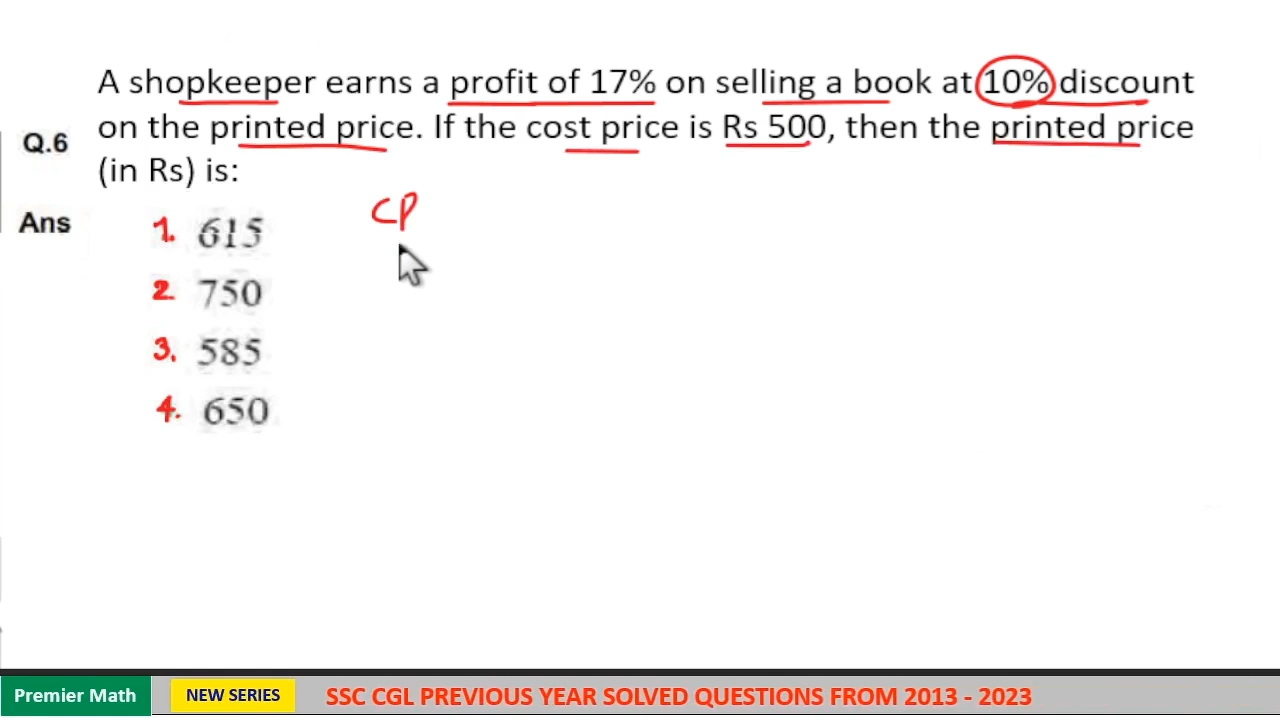 A shopkeeper earns a profit of 17% on selling a book at 10% discount
Q.6 on the printed price. If the cost price is Rs 500, then the printed price
(in Rs) is:
Ans 1. 615 CP
2. 750
3. 585
4. 650
Premier Math NEW SERIES SSC CGL PREVIOUS YEAR SOLVED QUESTIONS FROM 2013 - 2023